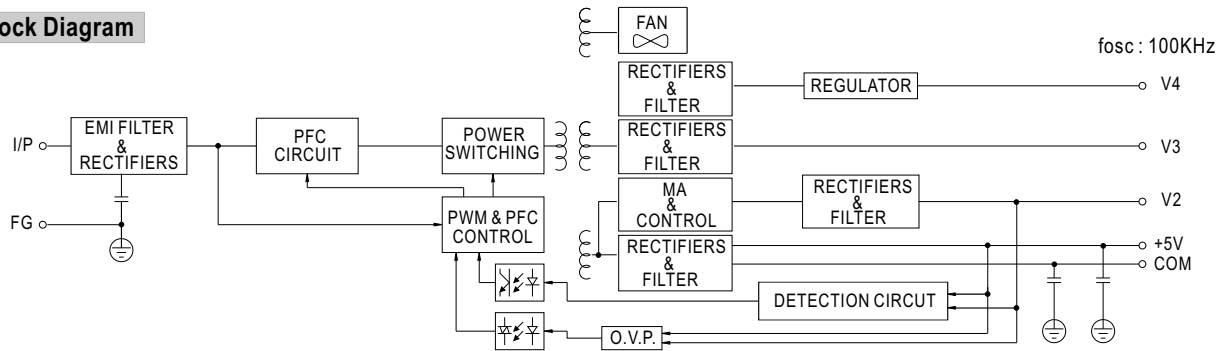 ock Diagram
FAN
fosc : 100KHz
RECTIFIERS
&
FILTER
REGULATOR
V4
I/P
EMI FILTER
&
RECTIFIERS
PFC
CIRCUIT
POWER
SWITCHING
RECTIFIERS
&
FILTER
V3
MA
&
CONTROL
RECTIFIERS
&
FILTER
V2
FG
PWM & PFC
CONTROL
RECTIFIERS
&
FILTER
+5V
COM
DETECTION CIRCUT
O.V.P.